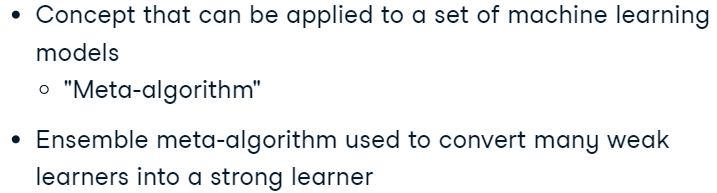 • Concept that can be applied to a set of machine learning
models
○ "Meta-algorithm"
• Ensemble meta-algorithm used to convert many weak
learners into a strong learner